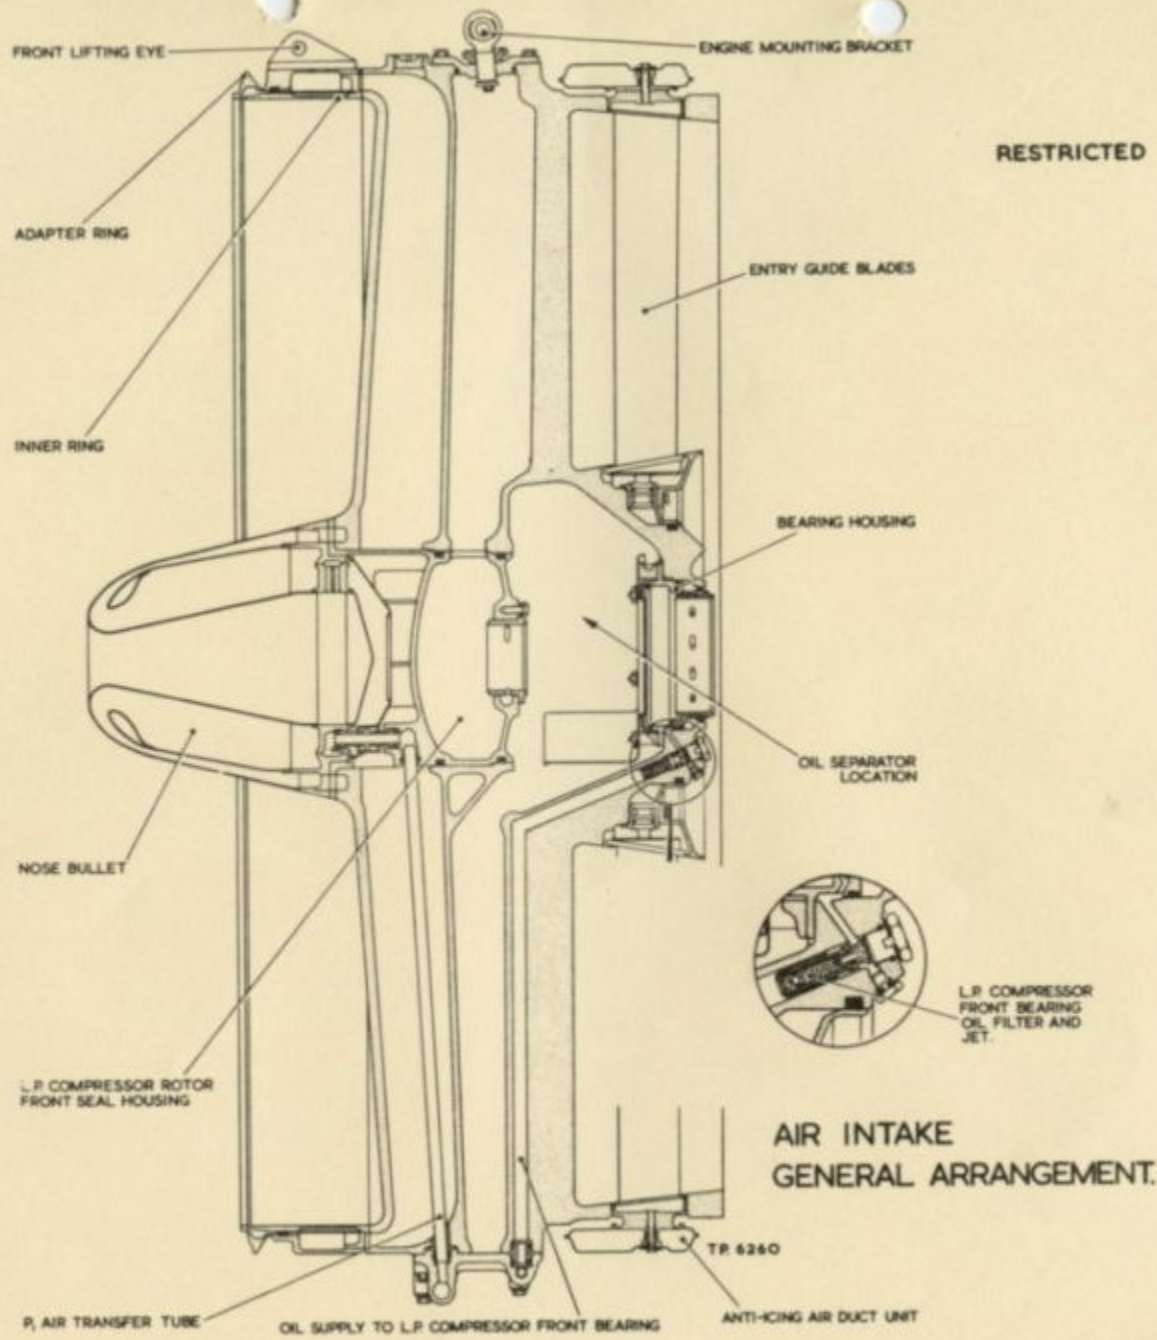 FRONT LIFTING EYE
ENGINE MOUNTING BRACKET
RESTRICTED
ADAPTER RING
ENTRY GUIDE BLADES
INNER RING
BEARING HOUSING
OIL SEPARATOR
LOCATION
NOSE BULLET
L.P. COMPRESSOR
FRONT BEARING
OIL FILTER AND
JET.
L.P. COMPRESSOR ROTOR
FRONT SEAL HOUSING
AIR INTAKE
GENERAL ARRANGEMENT.
T.P. 6260
P, AIR TRANSFER TUBE
OIL SUPPLY TO L.P. COMPRESSOR FRONT BEARING
ANTI-ICING AIR DUCT UNIT